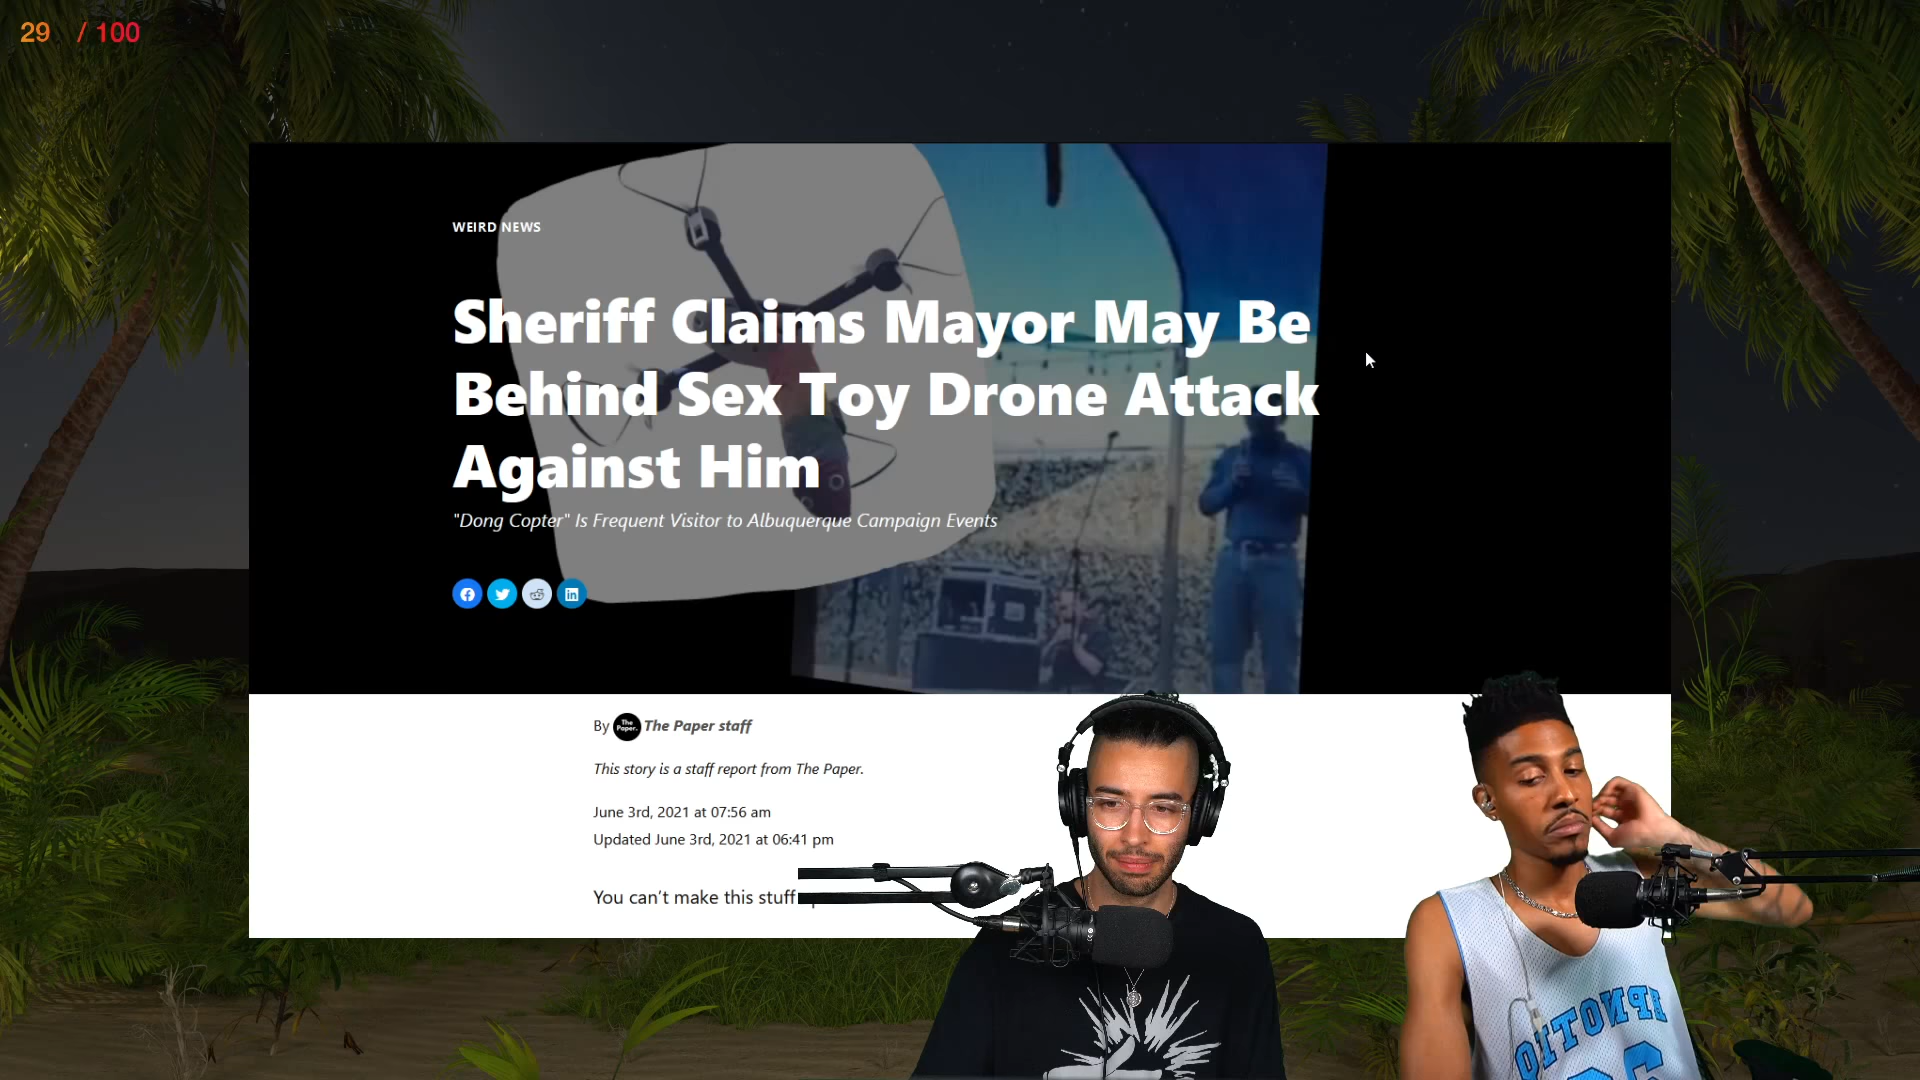 29 / 100
WEIRD NEWS
Sheriff Claims Mayor May Be
Behind Sex Toy Drone Attack
Against Him
"Dong Copter" Is Frequent Visitor to Albuquerque Campaign Events
By The Paper. The Paper staff
This story is a staff report from The Paper.
June 3rd, 2021 at 07:56 am
Updated June 3rd, 2021 at 06:41 pm
You can’t make this stuff